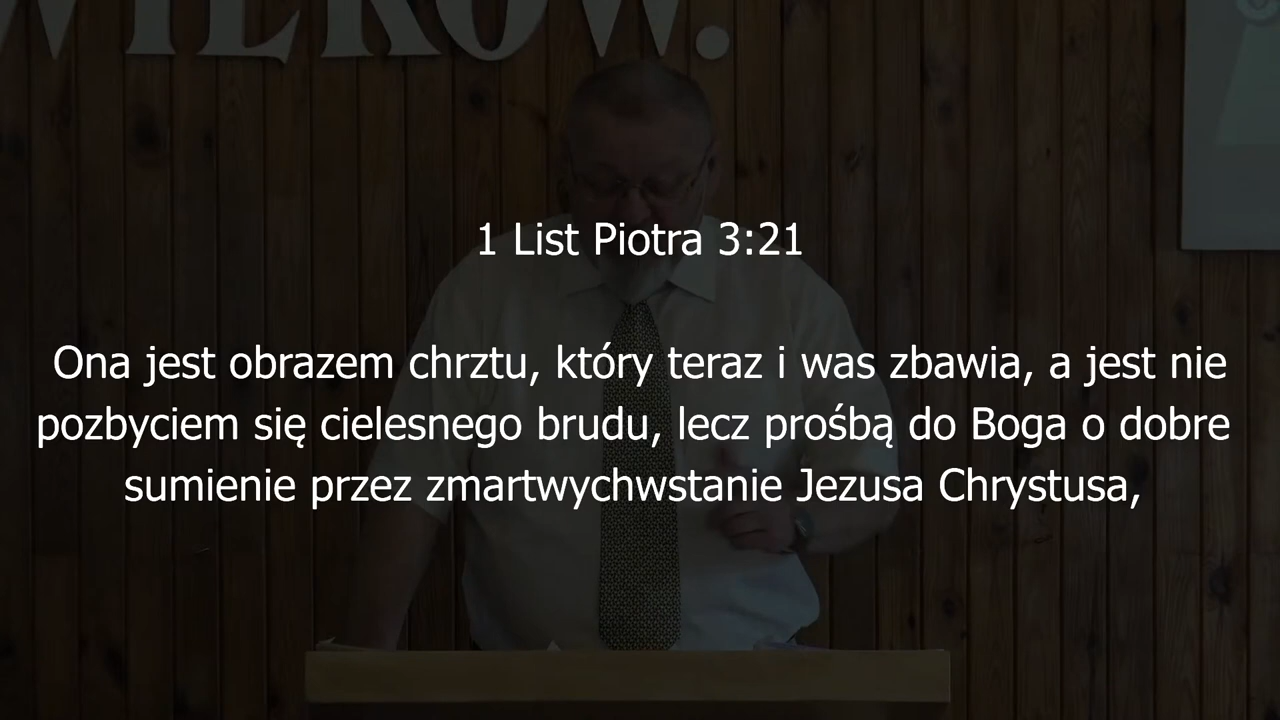 WIEKÓW.
1 List Piotra 3:21
Ona jest obrazem chrztu, który teraz i was zbawia, a jest nie
pozbyciem się cielesnego brudu, lecz prośbą do Boga o dobre
sumienie przez zmartwychwstanie Jezusa Chrystusa,